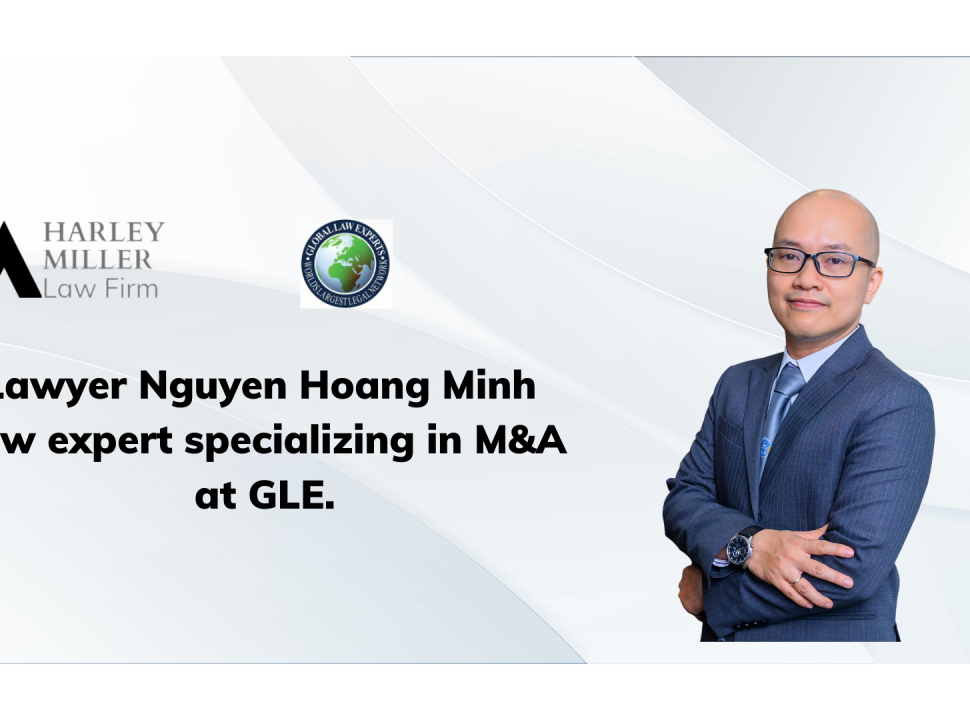 HARLEY
MILLER
Law Firm
GLOBAL LAW EXPERTS
WORLDS LARGEST LEGAL NETWORK
awyer Nguyen Hoang Minh
w expert specializing in M&A
at GLE.